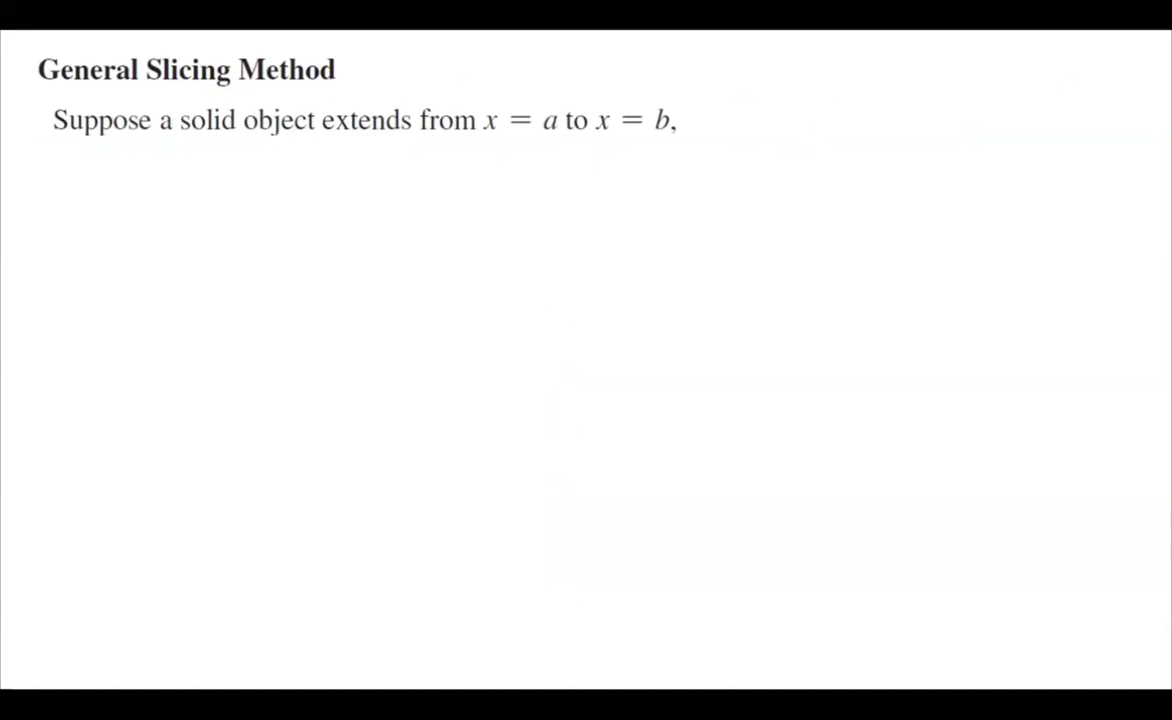 General Slicing Method
Suppose a solid object extends from x = a to x = b,